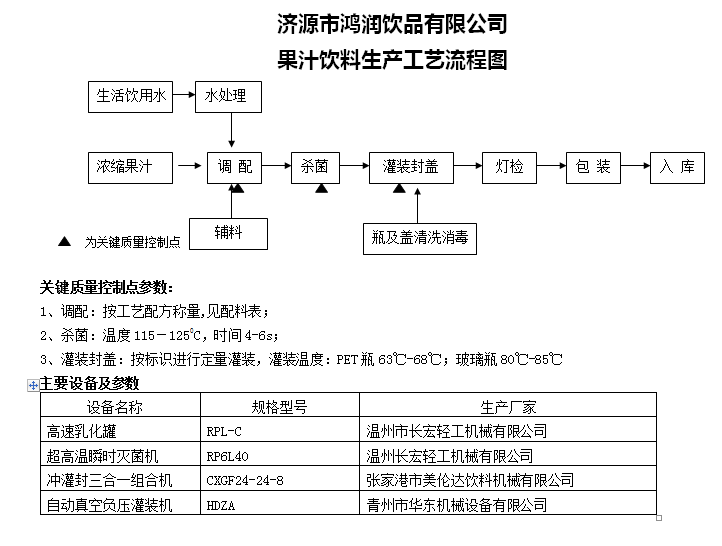 济源市鸿润饮品有限公司
果汁饮料生产工艺流程图
生活饮用水 水处理
浓缩果汁 调 配 杀菌 灌装封盖 灯检 包 装 入 库
辅料 瓶及盖清洗消毒
▲ 为关键质量控制点
关键质量控制点参数：
1、调配：按工艺配方称量,见配料表；
2、杀菌：温度115－125°C，时间4-6s；
3、灌装封盖：按标识进行定量灌装，灌装温度：PET瓶63℃-68℃；玻璃瓶80℃-85℃
主要设备及参数
设备名称 规格型号 生产厂家
高速乳化罐 RPL-C 温州市长宏轻工机械有限公司
超高温瞬时灭菌机 RP6L40 温州长宏轻工机械有限公司
冲灌封三合一组合机 CXGF24-24-8 张家港市美伦达饮料机械有限公司
自动真空负压灌装机 HDZA 青州市华东机械设备有限公司